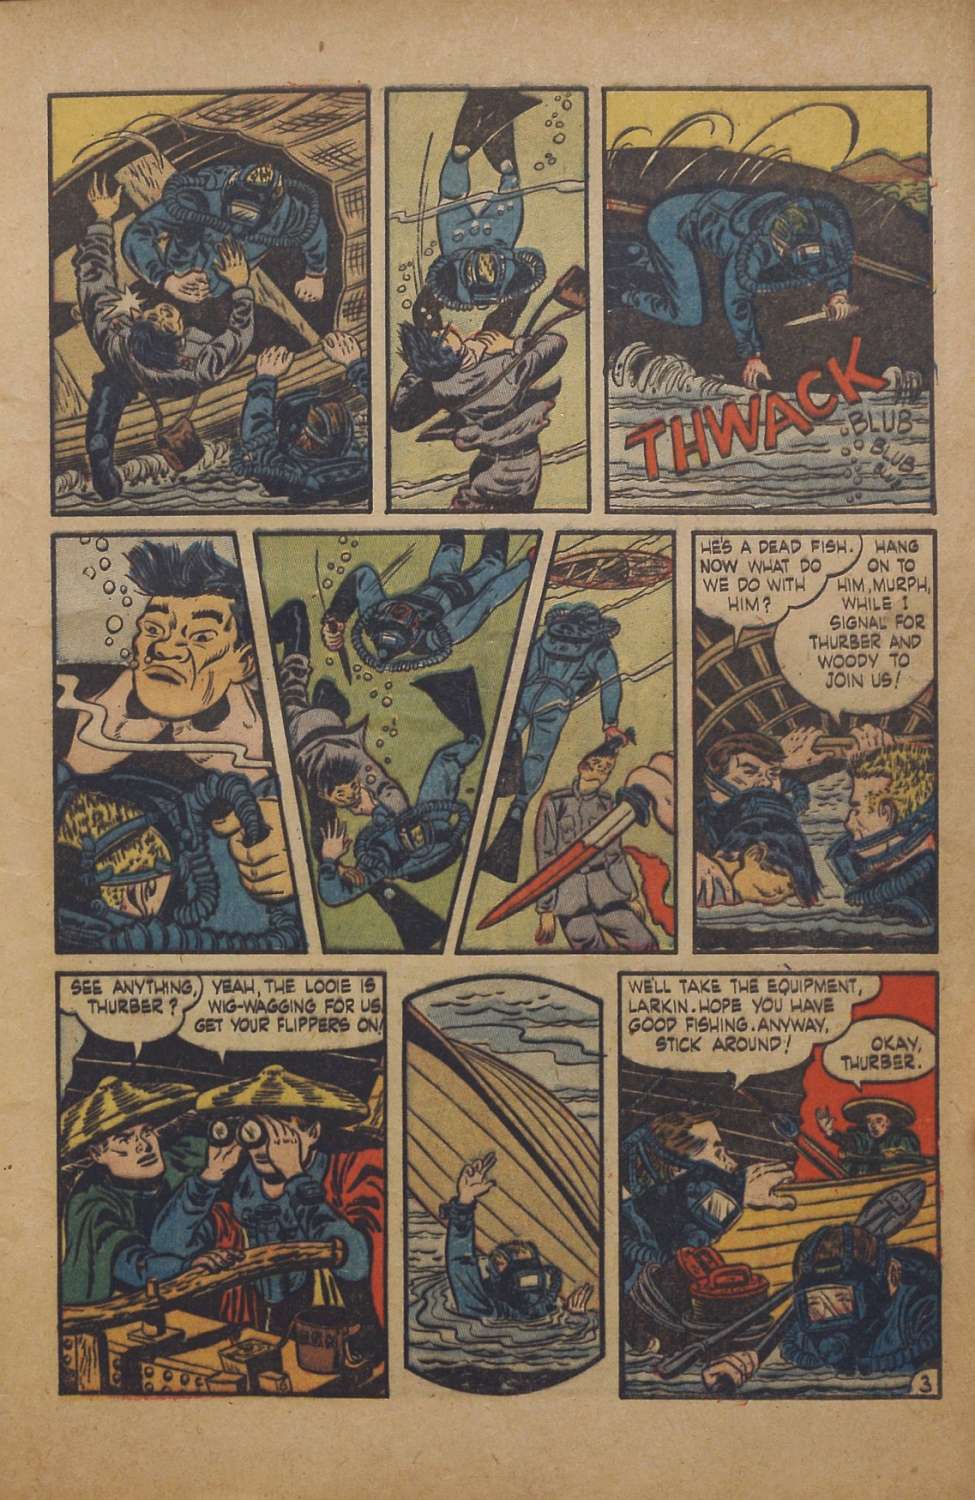 THWACK
BLUB
BLUB
BLUB
HE'S A DEAD FISH.
NOW WHAT DO
WE DO WITH
HIM?
HANG
ON TO
HIM, MURPH,
WHILE I
SIGNAL FOR
THURBER AND
WOODY TO
JOIN US!
SEE ANYTHING,
THURBER?
YEAH, THE LOOIE IS
WIG-WAGGING FOR US.
GET YOUR FLIPPERS ON!
WE'LL TAKE THE EQUIPMENT,
LARKIN. HOPE YOU HAVE
GOOD FISHING. ANYWAY,
STICK AROUND!
OKAY,
THURBER.
3